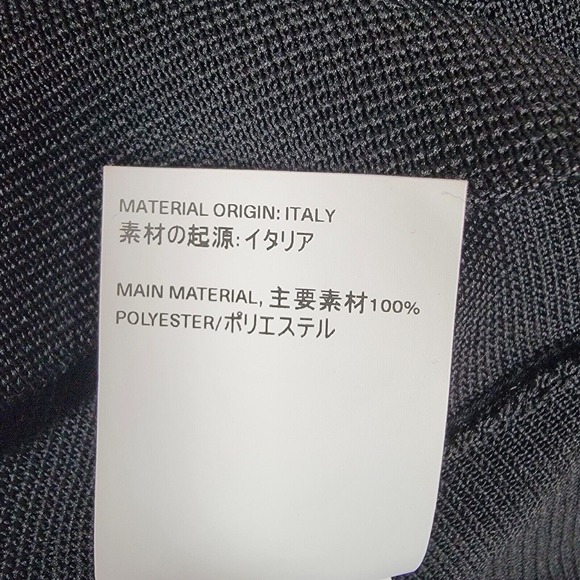 MATERIAL ORIGIN: ITALY
素材の起源: イタリア
MAIN MATERIAL, 主要素材100%
POLYESTER/ポリエステル